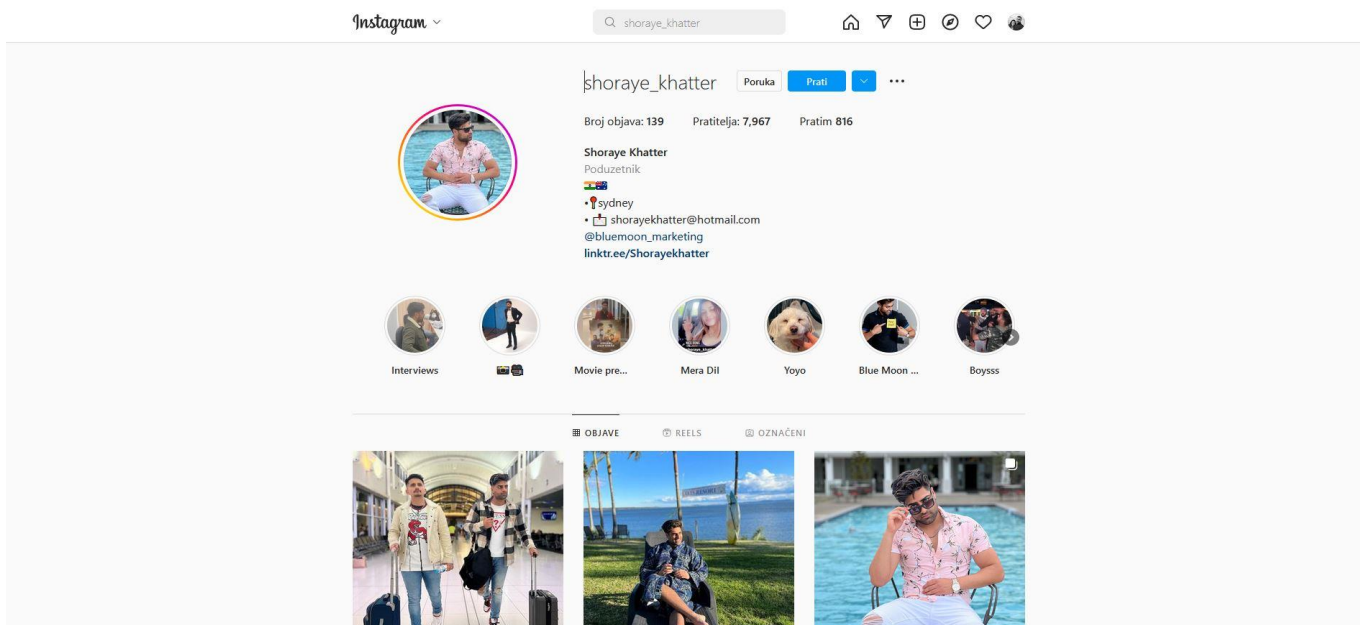 Instagram
shoraye_khatter
shoraye_khatter Poruka Prati
Broj objava: 139 Pratitelja: 7,967 Pratim 816
Shoraye Khatter
Poduzetnik
•📍sydney
• 📩 shorayekhatter@hotmail.com
@bluemoon_marketing
linktr.ee/Shorayekhatter
Interviews Movie pre... Mera Dil Yoyo Blue Moon ... Boysss
OBJAVE REELS OZNAČENI